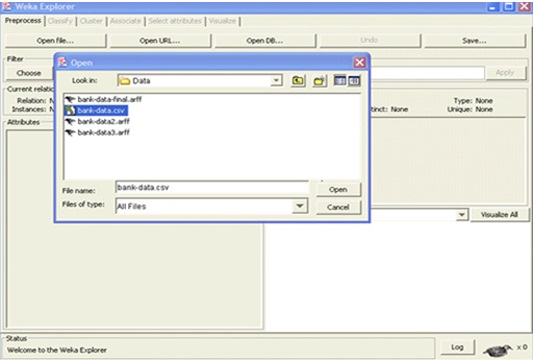 Weka Explorer
Preprocess Classify Cluster Associate Select attributes Visualize
Open file... Open URL... Open DB... Undo Save...
Filter
Choose Apply
Current relatio
Relation: N
Instances: N
tinct: None
Type: None
Unique: None
Attributes
Visualize All
Open
Look in: Data
bank-data-final.arff
bank-data.csv
bank-data2.arff
bank-data3.arff
File name: bank-data.csv Open
Files of type: All Files Cancel
Status
Welcome to the Weka Explorer Log x 0